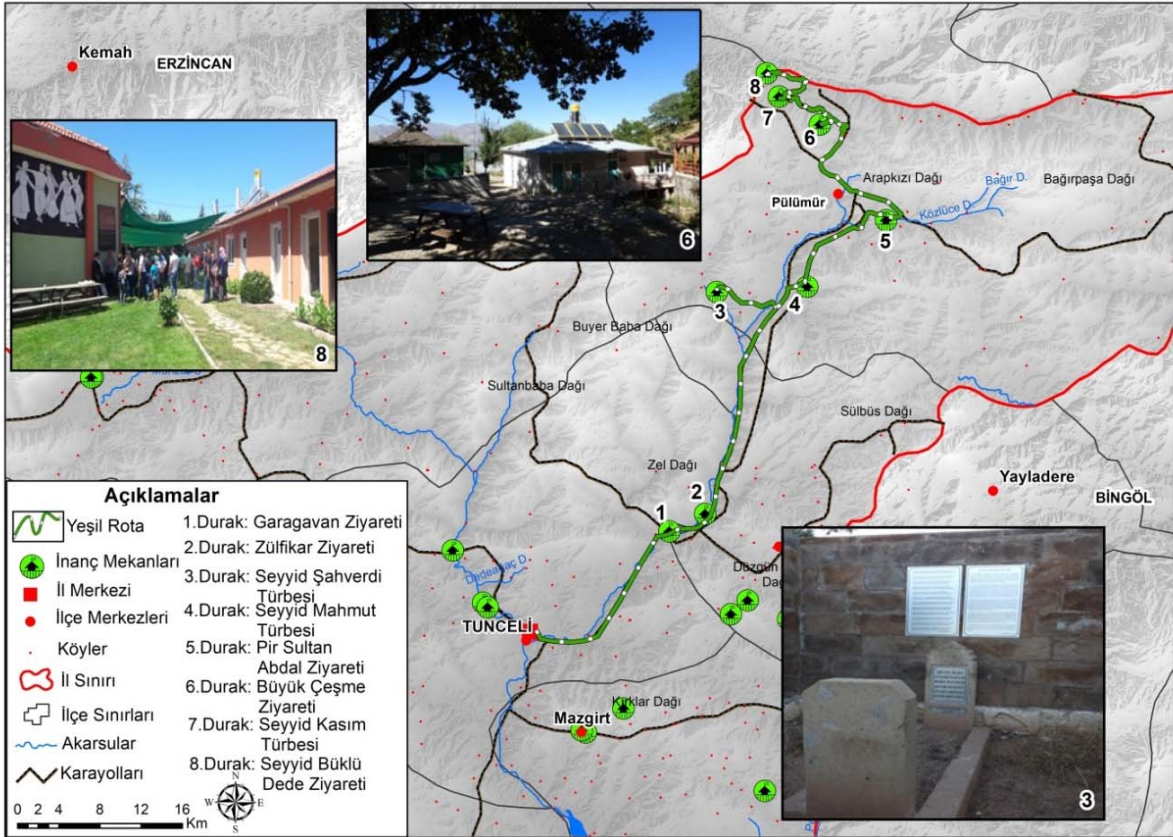 Kemah
ERZİNCAN
6
8
8
7
6
Arapkızı Dağı
Bağır D.
Bağırpaşa Dağı
Pülümür
Közlüce D.
5
3
4
Buyer Baba Dağı
Sultanbaba Dağı
Sülbüs Dağı
Zel Dağı
Yayladere
BİNGÖL
2
1
Düzgün
TUNCELİ
Kırklar Dağı
Mazgirt
3
Açıklamalar
Yeşil Rota
İnanç Mekanları
İl Merkezi
İlçe Merkezleri
Köyler
İl Sınırı
İlçe Sınırları
Akarsular
Karayolları
1.Durak: Garagavan Ziyareti
2.Durak: Zülfikar Ziyareti
3.Durak: Seyyid Şahverdi
Türbesi
4.Durak: Seyyid Mahmut
Türbesi
5.Durak: Pir Sultan
Abdal Ziyareti
6.Durak: Büyük Çeşme
Ziyareti
7.Durak: Seyyid Kasım
Türbesi
8.Durak: Seyyid Büklü
Dede Ziyareti
N
W E
S
0 2 4 8 12 16
Km